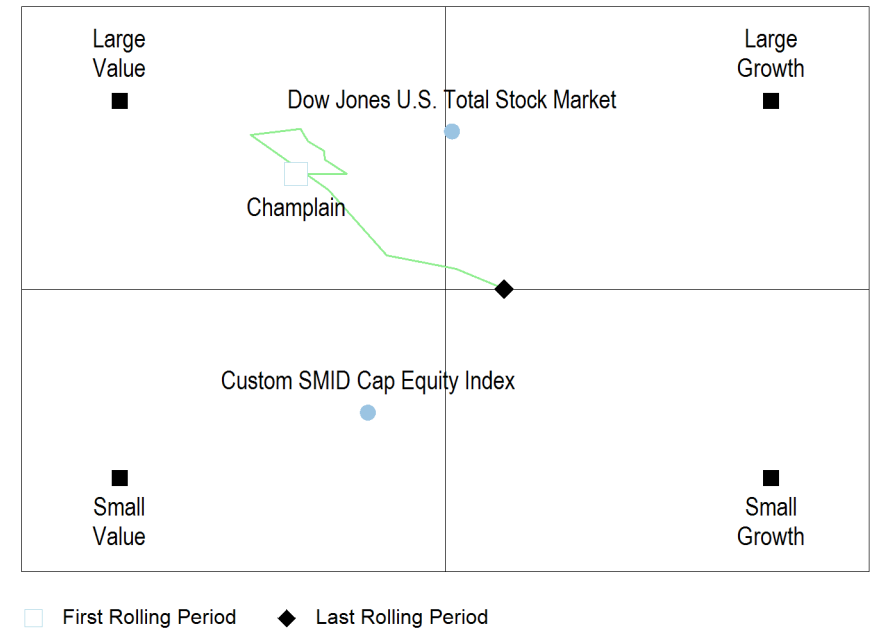 Large
Value
Large
Growth
Dow Jones U.S. Total Stock Market
Champlain
Custom SMID Cap Equity Index
Small
Value
Small
Growth
First Rolling Period
Last Rolling Period